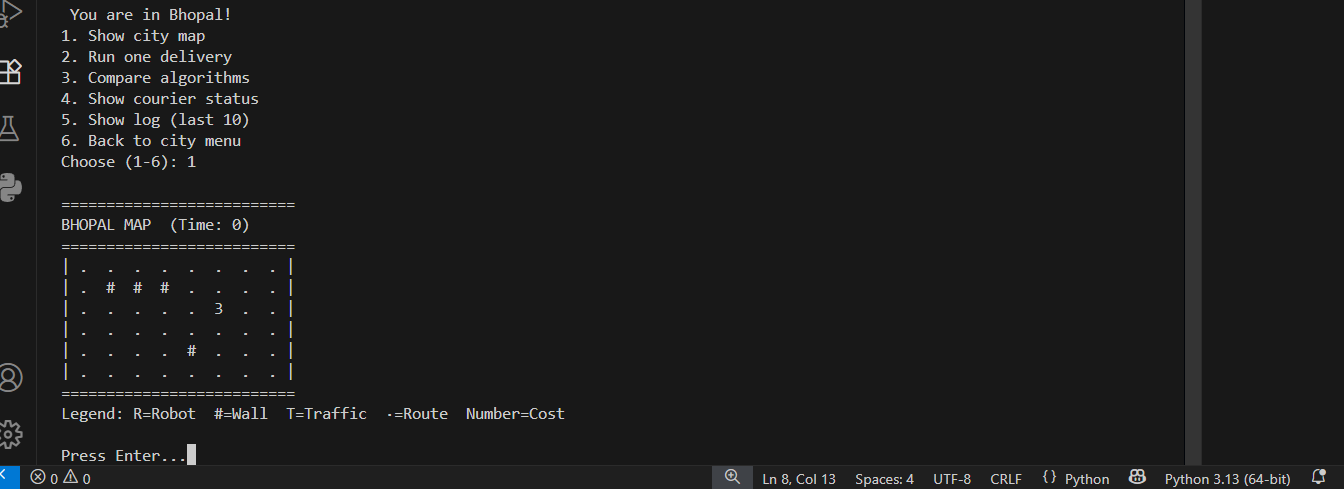 You are in Bhopal!
1. Show city map
2. Run one delivery
3. Compare algorithms
4. Show courier status
5. Show log (last 10)
6. Back to city menu
Choose (1-6): 1
==========================
BHOPAL MAP  (Time: 0)
==========================
| .  .  .  .  .  .  .  . |
| .  #  #  #  .  .  .  . |
| .  .  .  .  .  3  .  . |
| .  .  .  .  .  .  .  . |
| .  .  .  .  #  .  .  . |
| .  .  .  .  .  .  .  . |
==========================
Legend: R=Robot  #=Wall  T=Traffic  ·=Route  Number=Cost
Press Enter...
0 0 Ln 8, Col 13 Spaces: 4 UTF-8 CRLF {} Python Python 3.13 (64-bit)